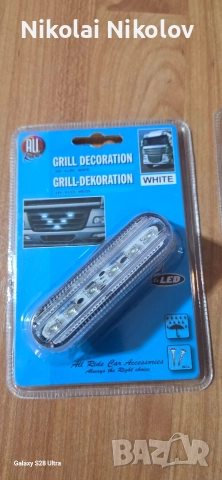 Nikolai Nikolov
ALL
GRILL DECORATION
GRILL-DEKORATION
WHITE
LED
All Ride Car Accessories
Always the Right choice
Galaxy S28 Ultra
bazar